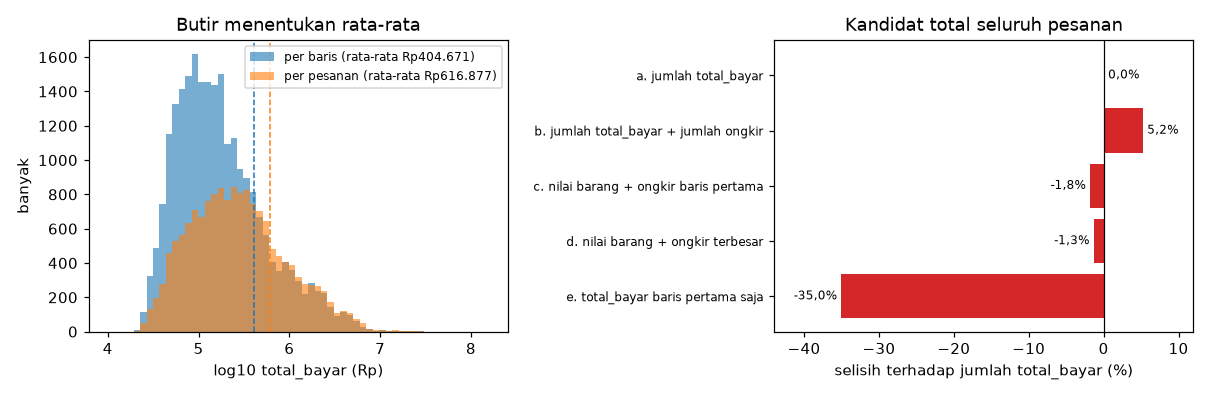 Butir menentukan rata-rata
per baris (rata-rata Rp404.671)
per pesanan (rata-rata Rp616.877)
banyak
1600
1400
1200
1000
800
600
400
200
0
4 5 6 7 8
log10 total_bayar (Rp)
Kandidat total seluruh pesanan
a. jumlah total_bayar 0,0%
b. jumlah total_bayar + jumlah ongkir 5,2%
c. nilai barang + ongkir baris pertama -1,8%
d. nilai barang + ongkir terbesar -1,3%
e. total_bayar baris pertama saja -35,0%
−40 −30 −20 −10 0 10
selisih terhadap jumlah total_bayar (%)